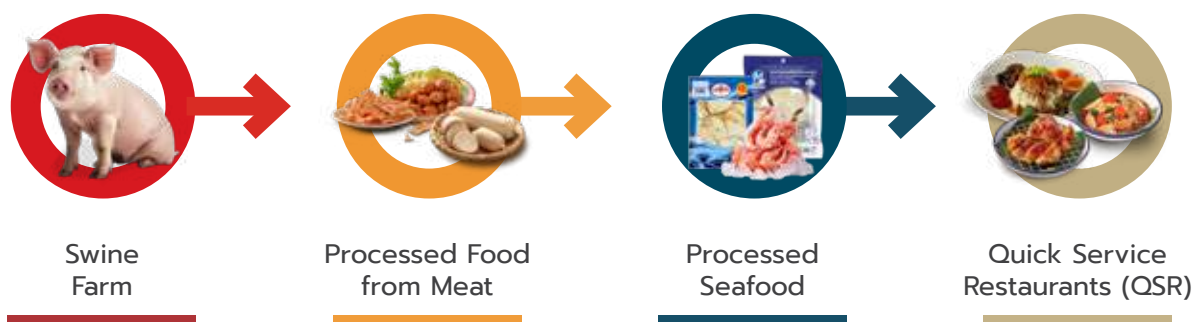 Swine
Farm
Processed Food
from Meat
Processed
Seafood
Quick Service
Restaurants (QSR)